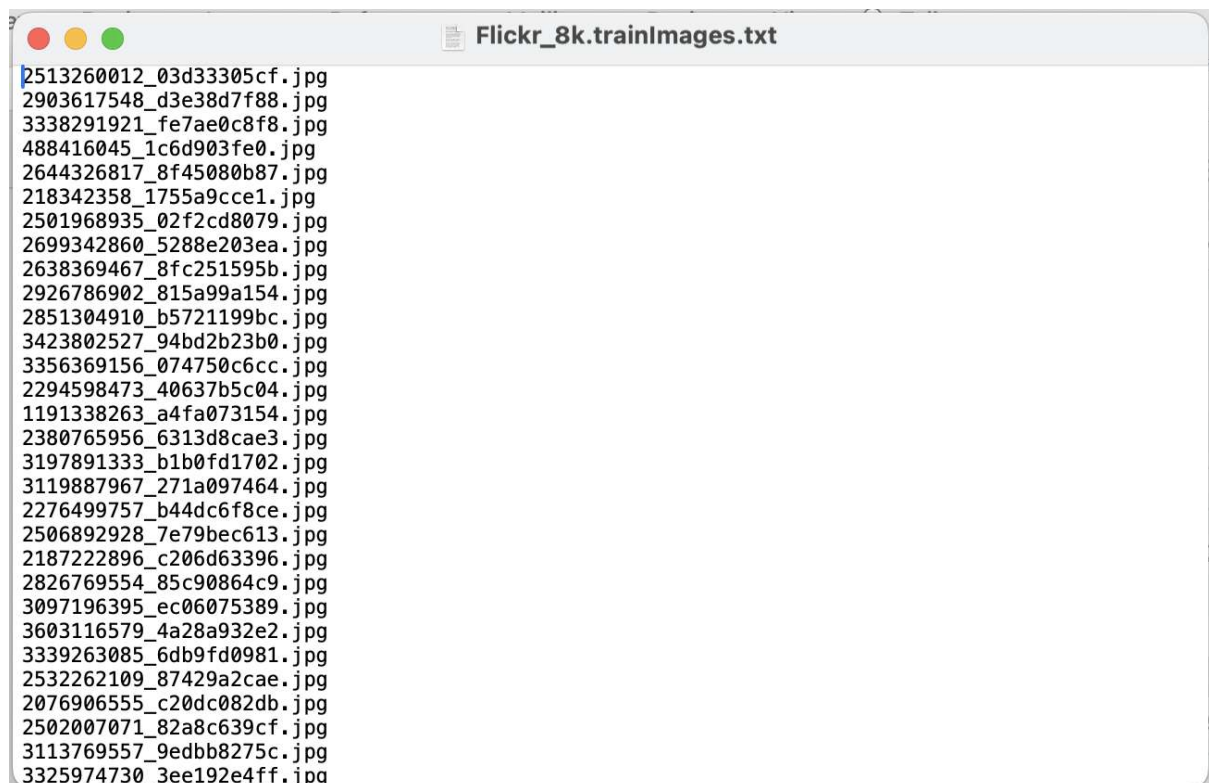 Flickr_8k.trainImages.txt
2513260012_03d33305cf.jpg
2903617548_d3e38d7f88.jpg
3338291921_fe7ae0c8f8.jpg
488416045_1c6d903fe0.jpg
2644326817_8f45080b87.jpg
218342358_1755a9cce1.jpg
2501968935_02f2cd8079.jpg
2699342860_5288e203ea.jpg
2638369467_8fc251595b.jpg
2926786902_815a99a154.jpg
2851304910_b5721199bc.jpg
3423802527_94bd2b23b0.jpg
3356369156_074750c6cc.jpg
2294598473_40637b5c04.jpg
1191338263_a4fa073154.jpg
2380765956_6313d8cae3.jpg
3197891333_b1b0fd1702.jpg
3119887967_271a097464.jpg
2276499757_b44dc6f8ce.jpg
2506892928_7e79bec613.jpg
2187222896_c206d63396.jpg
2826769554_85c90864c9.jpg
3097196395_ec06075389.jpg
3603116579_4a28a932e2.jpg
3339263085_6db9fd0981.jpg
2532262109_87429a2cae.jpg
2076906555_c20dc082db.jpg
2502007071_82a8c639cf.jpg
3113769557_9edbb8275c.jpg
3325974730_3ee192e4ff.jpg